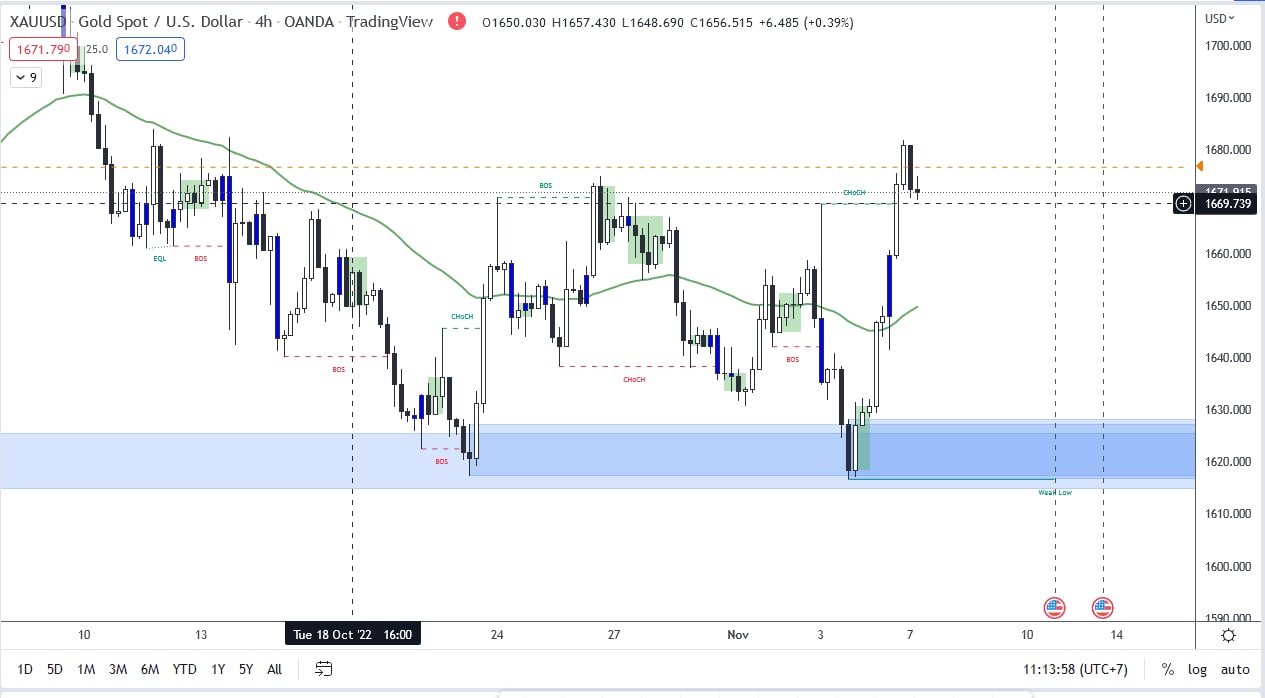 XAUUSD · Gold Spot / U.S. Dollar · 4h · OANDA · TradingView ! O1650.030 H1657.430 L1648.690 C1656.515 +6.485 (+0.39%)
USD
1671.790 25.0 1672.040
9
1700.000
1690.000
1680.000
1671.915
1669.739
1660.000
1650.000
1640.000
1630.000
1620.000
1610.000
1600.000
1590.000
BOS
CHoCH
EQL
BOS
CHoCH
BOS
BOS
CHoCH
BOS
Weak Low
10 13 Tue 18 Oct '22 16:00 24 27 Nov 3 7 10 14
1D 5D 1M 3M 6M YTD 1Y 5Y All 11:13:58 (UTC+7) % log auto